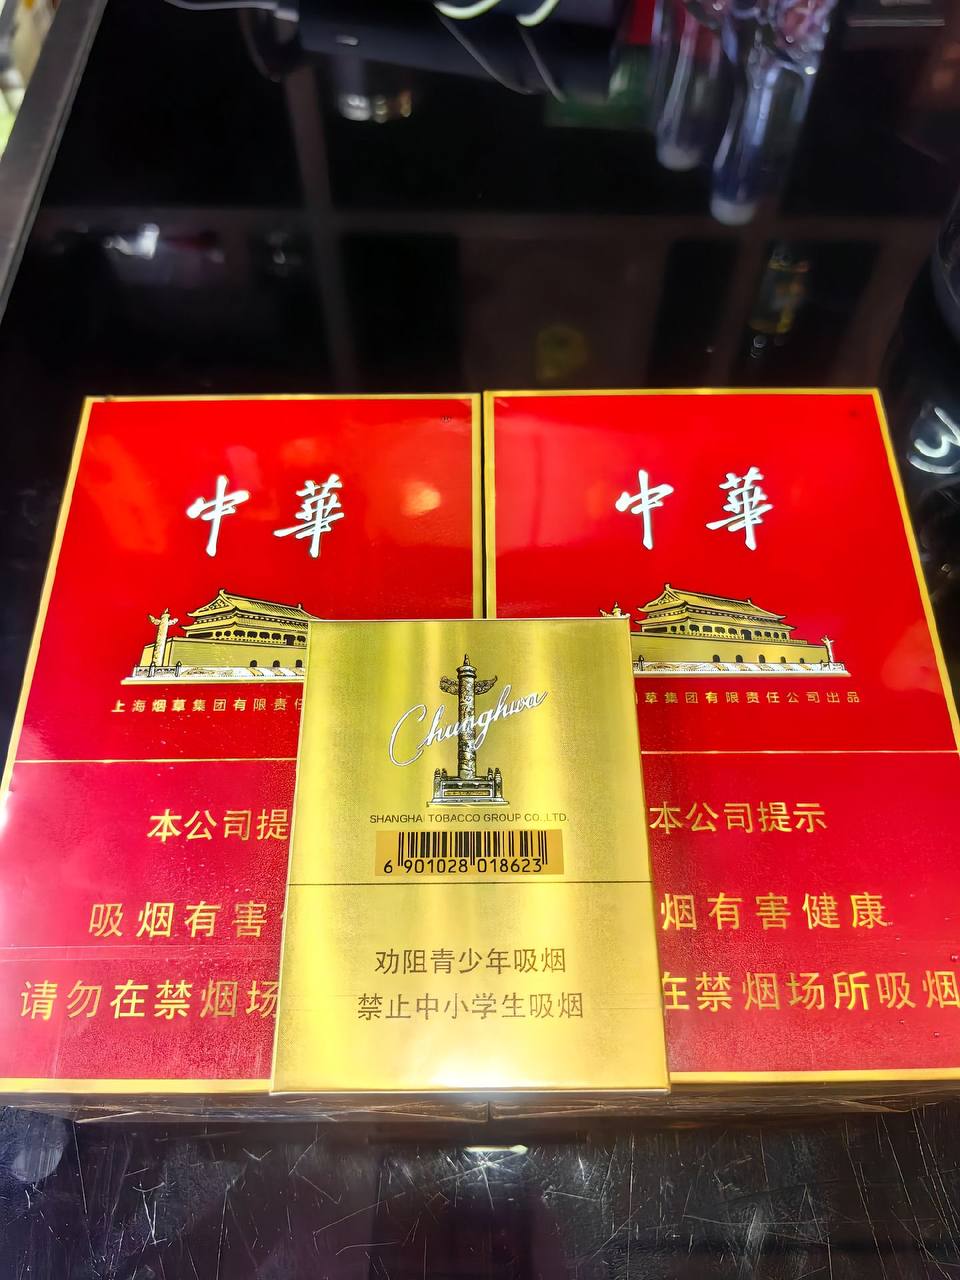 中華
中華
上海烟草集团有限责任
草集团有限责任公司出品
Chunghwa
SHANGHAI TOBACCO GROUP CO.,LTD.
6 901028 018623
本公司提
本公司提示
吸烟有害
烟有害健康
请勿在禁烟场
在禁烟场所吸烟
劝阻青少年吸烟
禁止中小学生吸烟